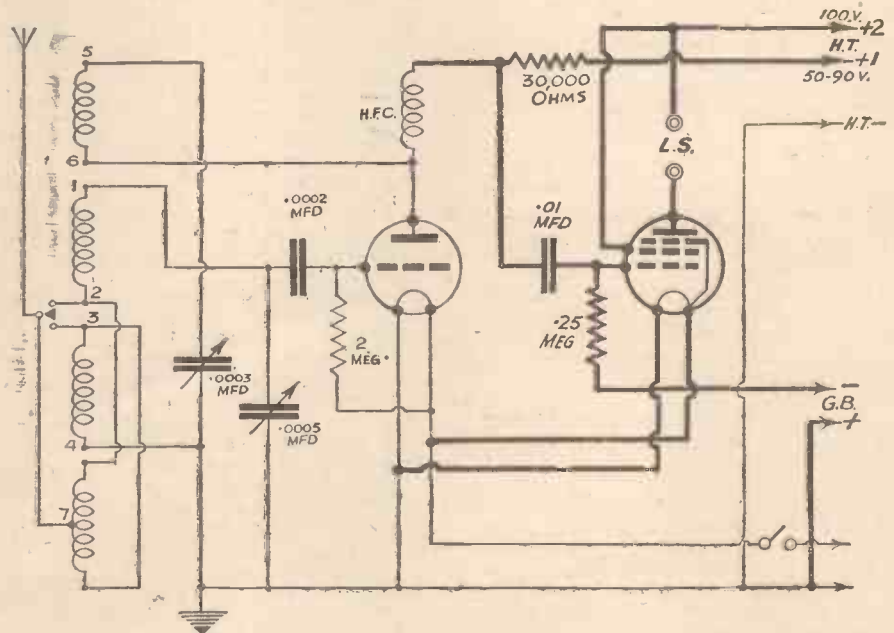 5
6
1
2
3
4
7
H.F.C.
.0002
MFD
2
MEG.
.0003
MFD
.0005
MFD
30,000
OHMS
.01
MFD
.25
MEG
L.S.
100.V.
+2
H.T.
+1
50-90 V.
H.T.-
-
G.B.
+